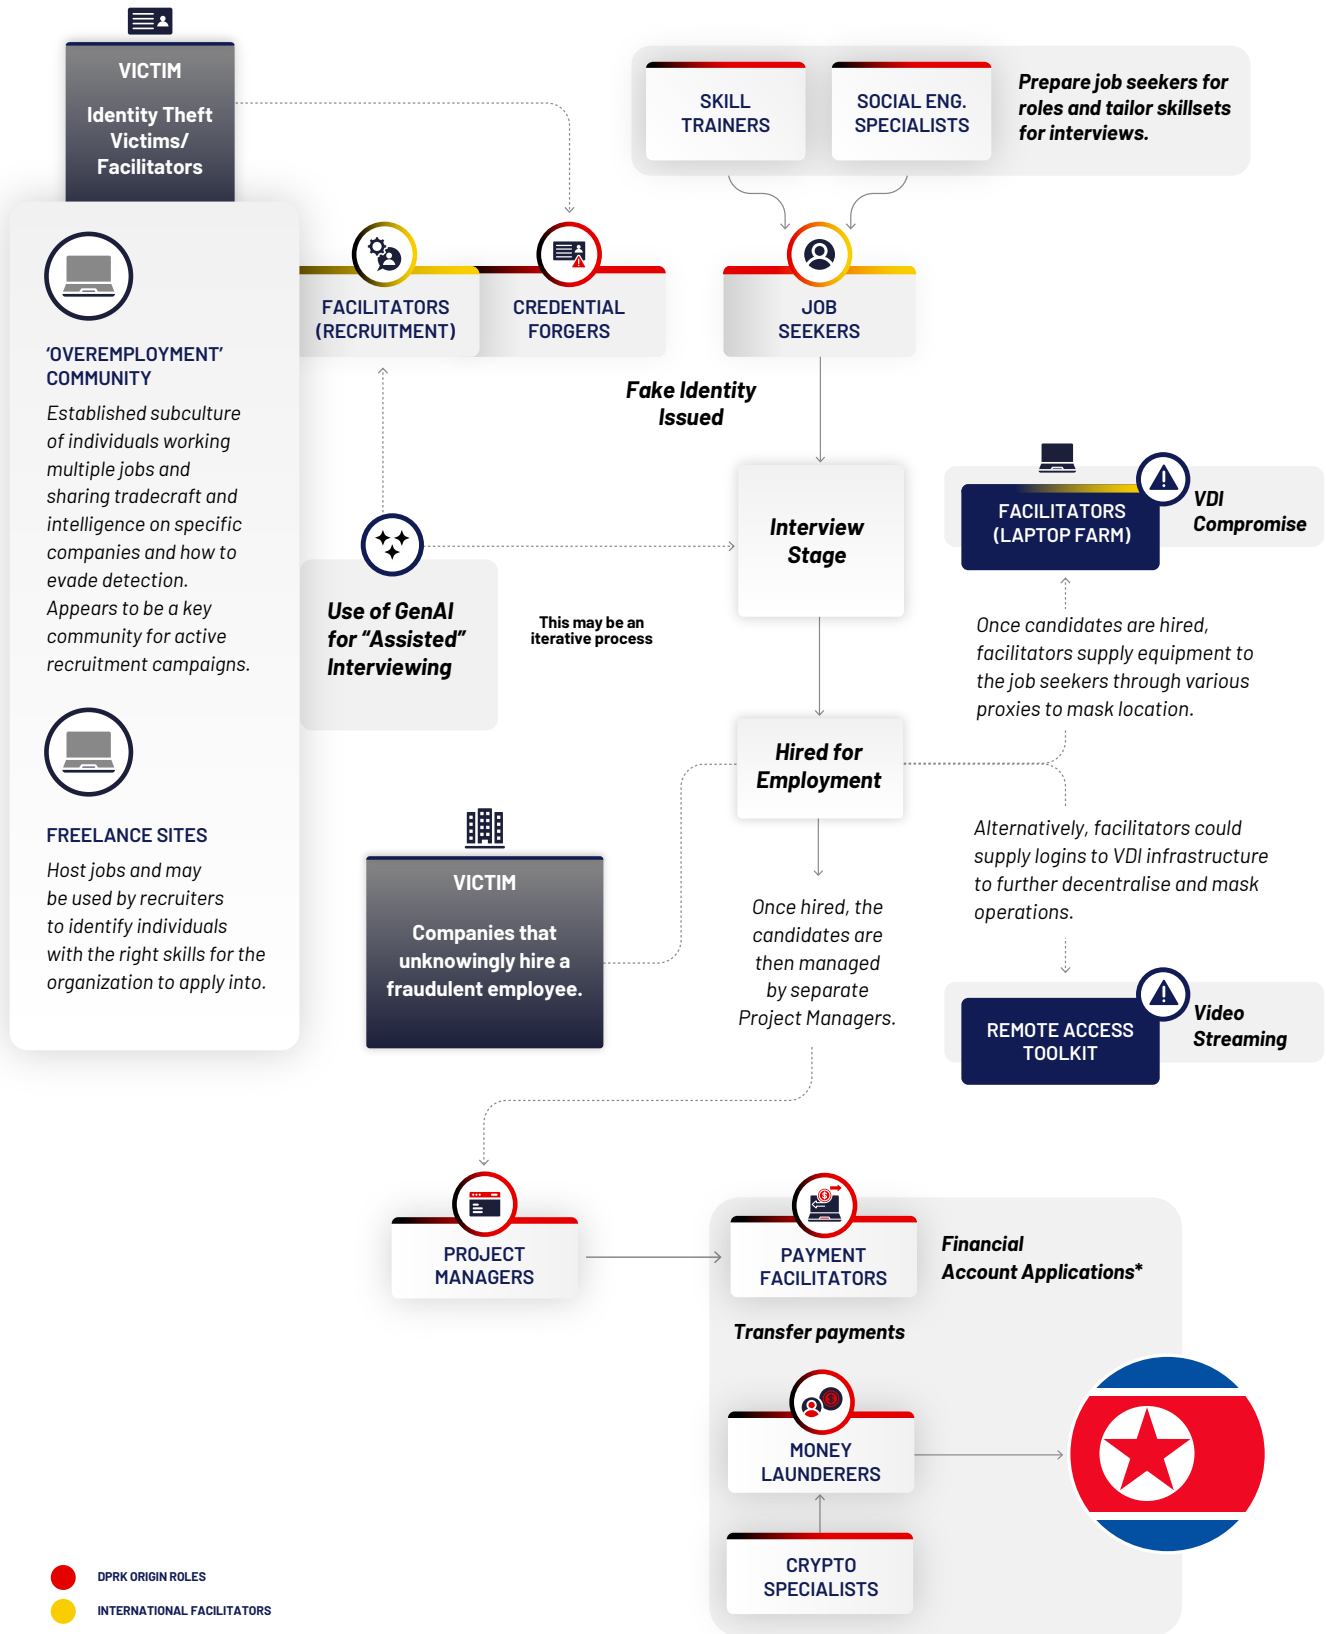 VICTIM
Identity Theft
Victims/
Facilitators
SKILL
TRAINERS
SOCIAL ENG.
SPECIALISTS
Prepare job seekers for
roles and tailor skillsets
for interviews.
‘OVEREMPLOYMENT’
COMMUNITY
Established subculture
of individuals working
multiple jobs and
sharing tradecraft and
intelligence on specific
companies and how to
evade detection.
Appears to be a key
community for active
recruitment campaigns.
FREELANCE SITES
Host jobs and may
be used by recruiters
to identify individuals
with the right skills for the
organization to apply into.
FACILITATORS
(RECRUITMENT)
CREDENTIAL
FORGERS
JOB
SEEKERS
Fake Identity
Issued
Interview
Stage
Use of GenAI
for “Assisted”
Interviewing
This may be an
iterative process
FACILITATORS
(LAPTOP FARM)
VDI
Compromise
Once candidates are hired,
facilitators supply equipment to
the job seekers through various
proxies to mask location.
Hired for
Employment
VICTIM
Companies that
unknowingly hire a
fraudulent employee.
Once hired, the
candidates are
then managed
by separate
Project Managers.
Alternatively, facilitators could
supply logins to VDI infrastructure
to further decentralise and mask
operations.
REMOTE ACCESS
TOOLKIT
Video
Streaming
PROJECT
MANAGERS
PAYMENT
FACILITATORS
Financial
Account Applications*
Transfer payments
MONEY
LAUNDERERS
CRYPTO
SPECIALISTS
DPRK ORIGIN ROLES
INTERNATIONAL FACILITATORS